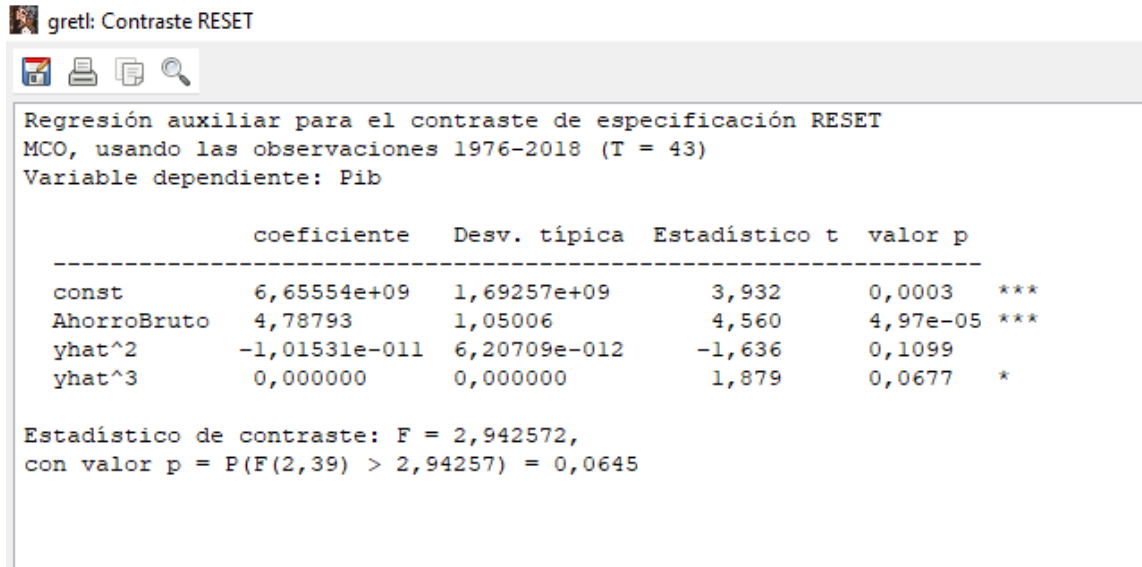 gretl: Contraste RESET
Regresión auxiliar para el contraste de especificación RESET
MCO, usando las observaciones 1976-2018 (T = 43)
Variable dependiente: Pib
coeficiente Desv. típica Estadístico t valor p
-----------------------------------------------------------------
const 6,65554e+09 1,69257e+09 3,932 0,0003 ***
AhorroBruto 4,78793 1,05006 4,560 4,97e-05 ***
yhat^2 -1,01531e-011 6,20709e-012 -1,636 0,1099
yhat^3 0,000000 0,000000 1,879 0,0677 *
Estadístico de contraste: F = 2,942572,
con valor p = P(F(2,39) > 2,94257) = 0,0645